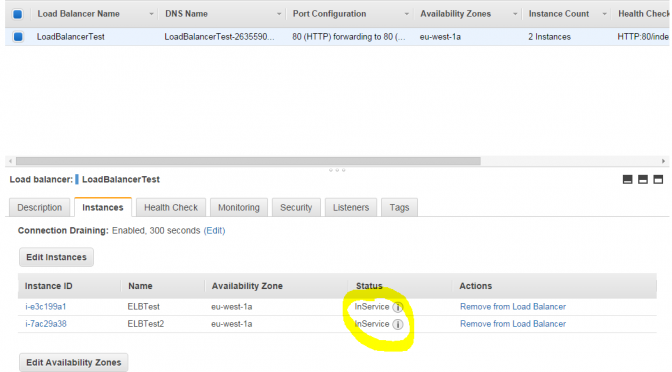 Load Balancer Name DNS Name Port Configuration Availability Zones Instance Count Health Check
LoadBalancerTest LoadBalancerTest-2635590... 80 (HTTP) forwarding to 80 (... eu-west-1a 2 Instances HTTP:80/inde
Load balancer: LoadBalancerTest
Description Instances Health Check Monitoring Security Listeners Tags
Connection Draining: Enabled, 300 seconds (Edit)
Edit Instances
Instance ID Name Availability Zone Status Actions
i-e3c199a1 ELBTest eu-west-1a InService i Remove from Load Balancer
i-7ac29a38 ELBTest2 eu-west-1a InService i Remove from Load Balancer
Edit Availability Zones